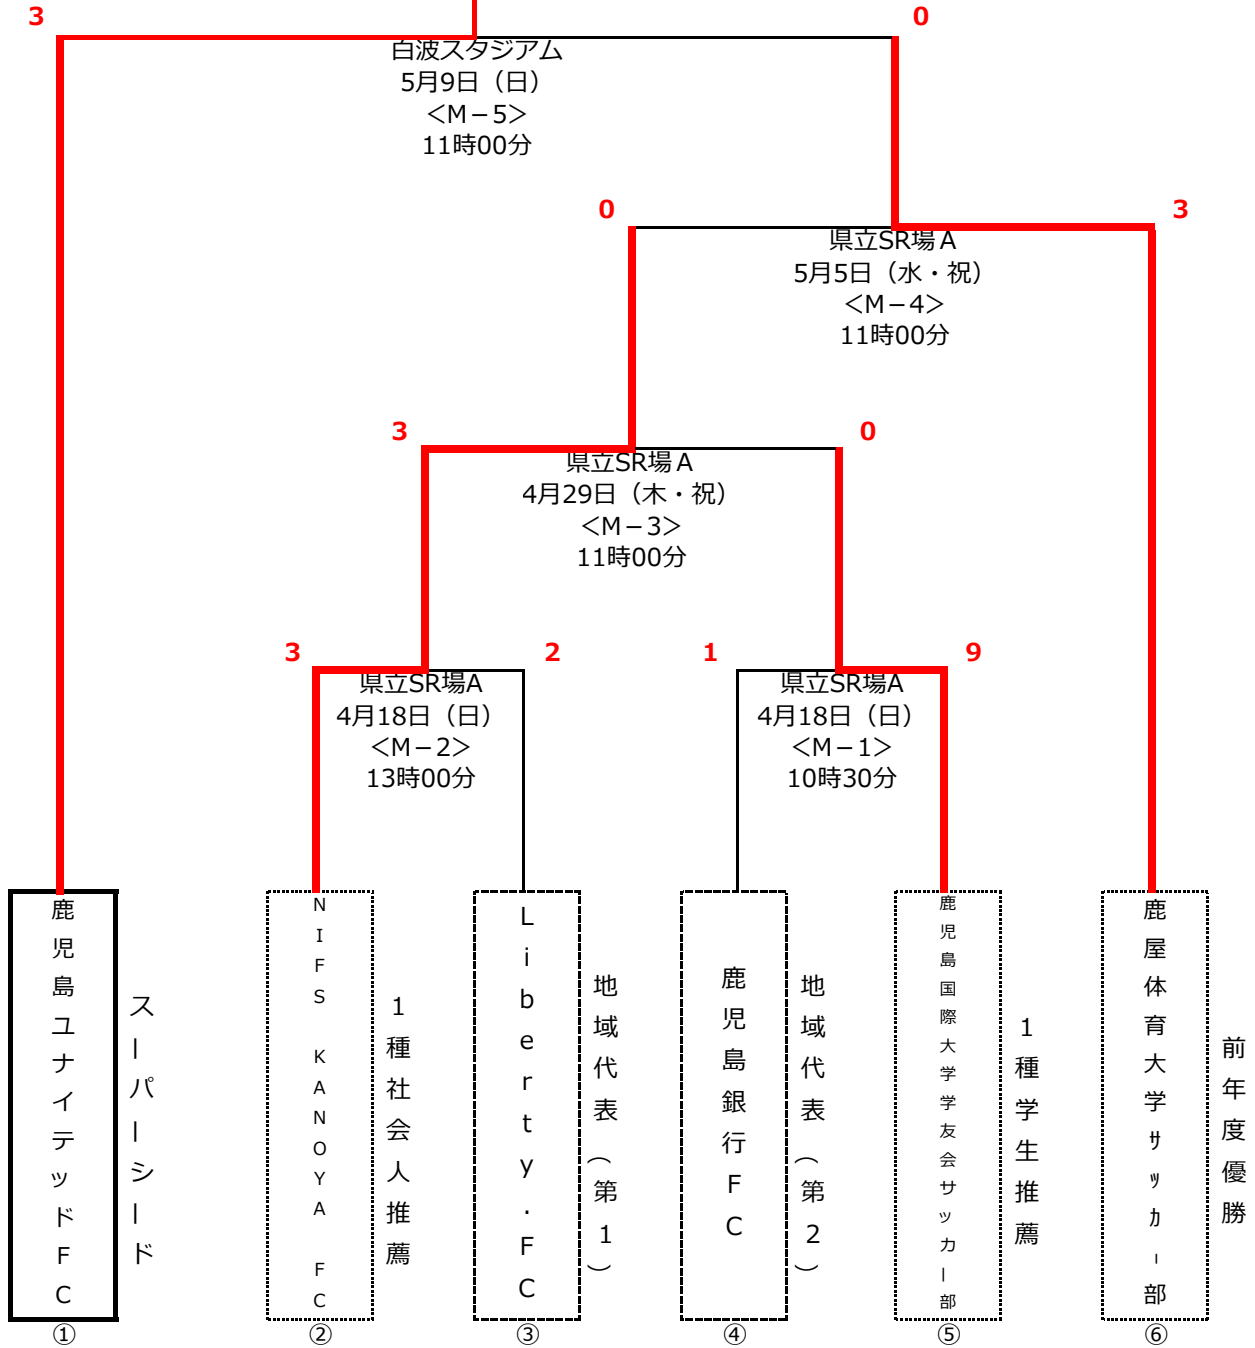 3
0
白波スタジアム
5月9日（日）
＜M－5＞
11時00分
0
3
県立SR場Ａ
5月5日（水・祝）
＜M－4＞
11時00分
3
0
県立SR場Ａ
4月29日（木・祝）
＜M－3＞
11時00分
3
2
1
9
県立SR場A
4月18日（日）
＜M－2＞
13時00分
県立SR場A
4月18日（日）
＜M－1＞
10時30分
鹿児島ユナイテッドＦＣ
スーパーシード
ＮＩＦＳ　ＫＡＮＯＹＡ　ＦＣ
1種社会人推薦
Ｌｉｂｅｒｔｙ．ＦＣ
地域代表（第1）
鹿児島銀行ＦＣ
地域代表（第2）
鹿児島国際大学学友会サッカー部
1種学生推薦
鹿屋体育大学ｻｯｶｰ部
前年度優勝
①
②
③
④
⑤
⑥